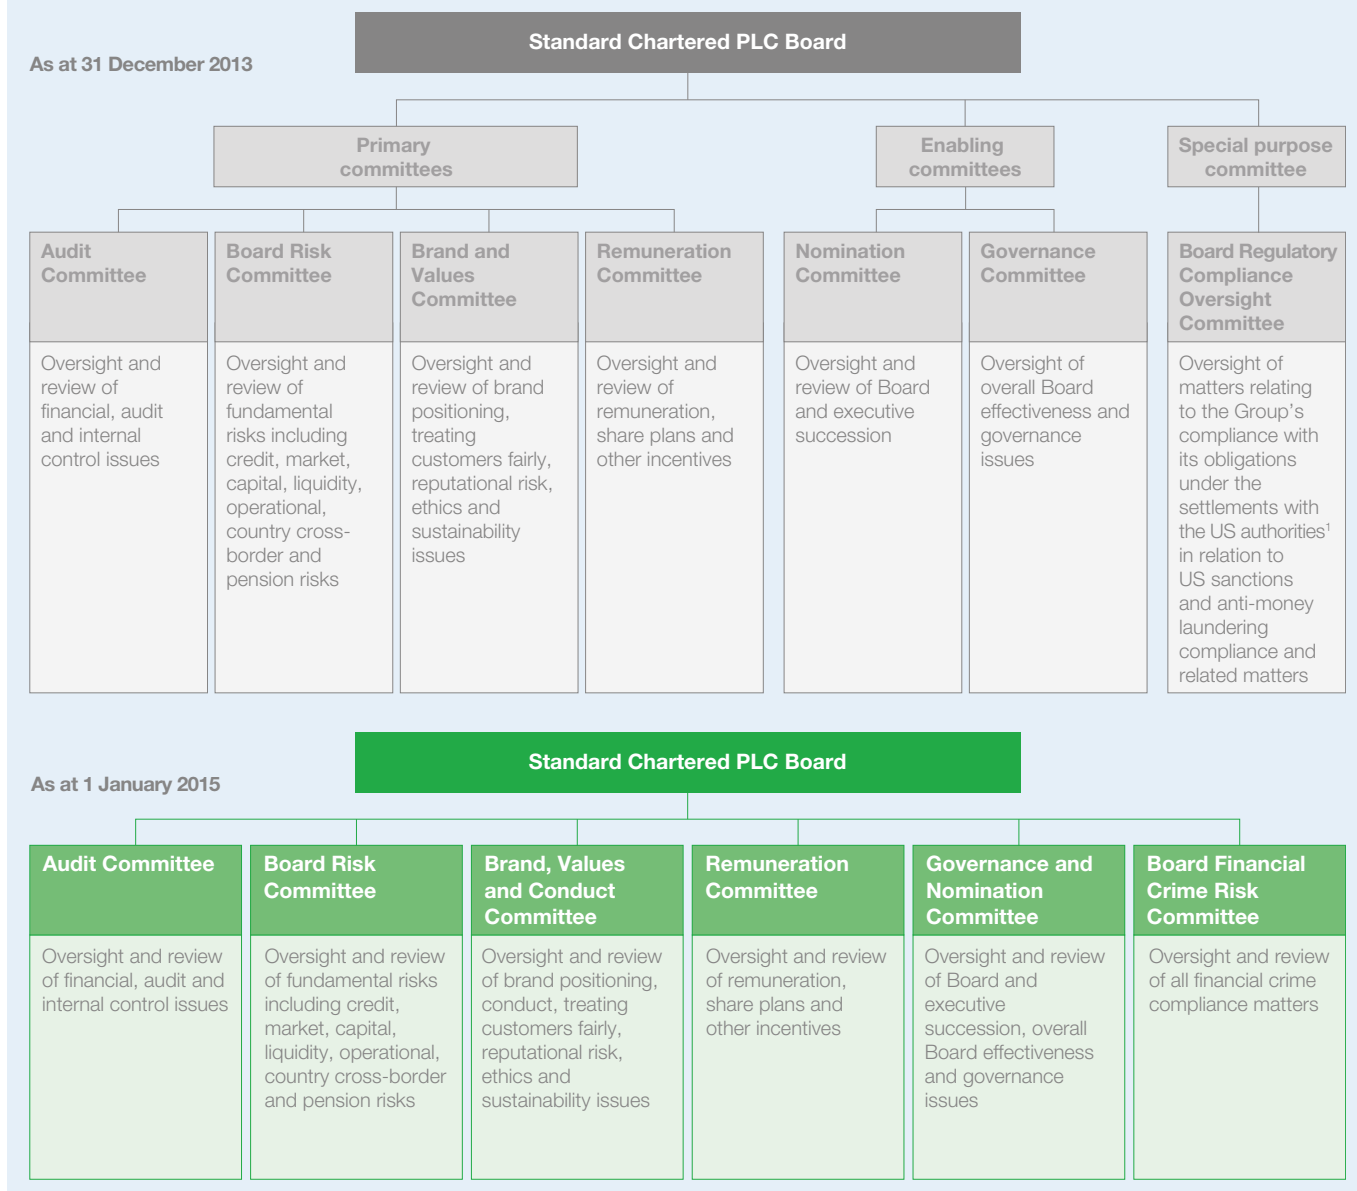 Standard Chartered PLC Board
As at 31 December 2013
Primary
committees
Enabling
committees
Special purpose
committee
Audit
Committee
Oversight and
review of
financial, audit
and internal
control issues
Board Risk
Committee
Oversight and
review of
fundamental
risks including
credit, market,
capital, liquidity,
operational,
country cross-
border and
pension risks
Brand and
Values
Committee
Oversight and
review of brand
positioning,
treating
customers fairly,
reputational risk,
ethics and
sustainability
issues
Remuneration
Committee
Oversight and
review of
remuneration,
share plans and
other incentives
Nomination
Committee
Oversight and
review of Board
and executive
succession
Governance
Committee
Oversight of
overall Board
effectiveness and
governance
issues
Board Regulatory
Compliance
Oversight
Committee
Oversight of
matters relating
to the Group's
compliance with
its obligations
under the
settlements with
the US authorities¹
in relation to
US sanctions
and anti-money
laundering
compliance and
related matters
Standard Chartered PLC Board
As at 1 January 2015
Audit Committee
Oversight and review
of financial, audit and
internal control issues
Board Risk
Committee
Oversight and review
of fundamental risks
including credit,
market, capital,
liquidity, operational,
country cross-border
and pension risks
Brand, Values
and Conduct
Committee
Oversight and review
of brand positioning,
conduct, treating
customers fairly,
reputational risk,
ethics and
sustainability issues
Remuneration
Committee
Oversight and review
of remuneration,
share plans and
other incentives
Governance and
Nomination
Committee
Oversight and review
of Board and
executive
succession, overall
Board effectiveness
and governance
issues
Board Financial
Crime Risk
Committee
Oversight and review
of all financial crime
compliance matters